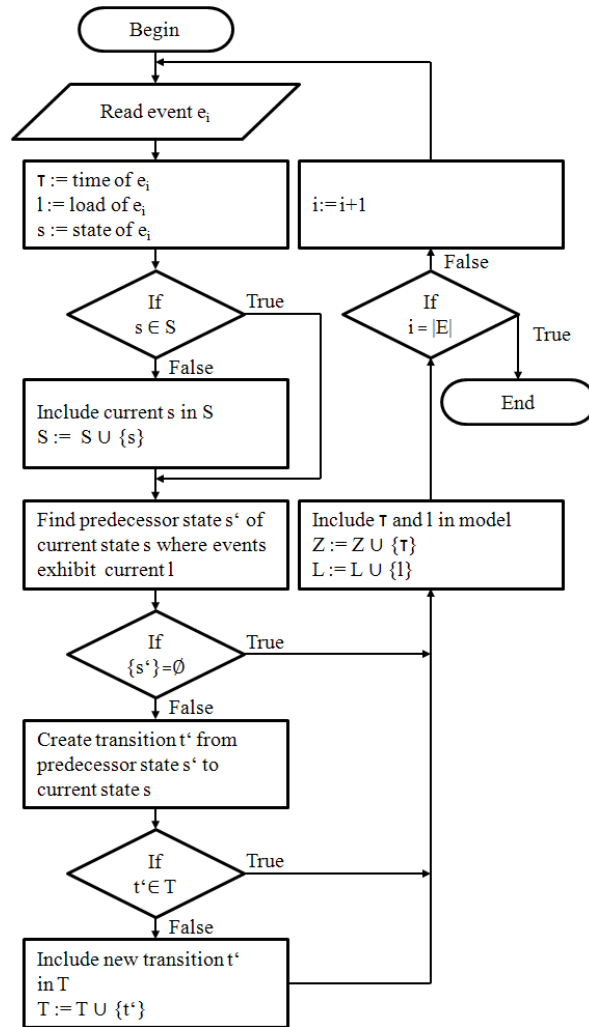 Begin
Read event eᵢ
τ := time of eᵢ
l := load of eᵢ
s := state of eᵢ
If
s ∈ S
True
False
Include current s in S
S := S ∪ {s}
Find predecessor state s‘ of
current state s where events
exhibit current l
If
{s‘}=∅
True
False
Create transition t‘ from
predecessor state s‘ to
current state s
If
t‘∈ T
True
False
Include new transition t‘
in T
T := T ∪ {t‘}
Include τ and l in model
Z := Z ∪ {τ}
L := L ∪ {l}
If
i = |E|
False
True
i:= i+1
End